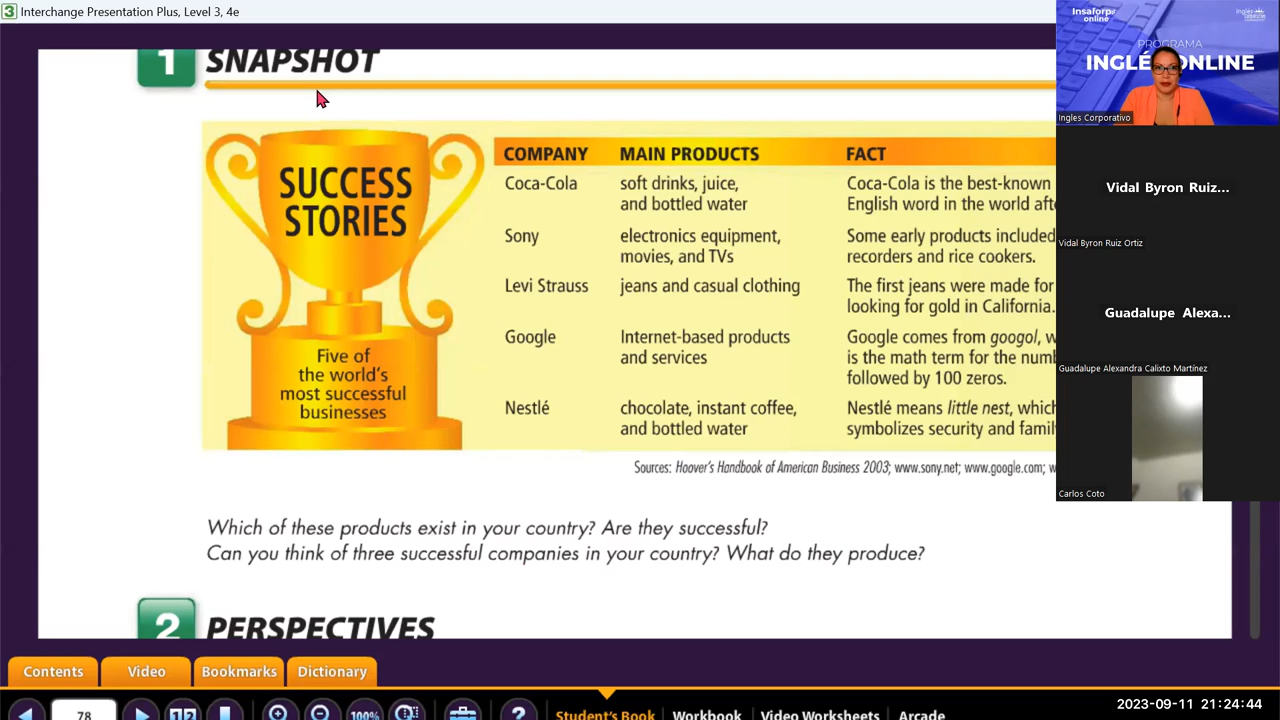 3 Interchange Presentation Plus, Level 3, 4e
1 SNAPSHOT
SUCCESS
STORIES
Five of
the world's
most successful
businesses
COMPANY MAIN PRODUCTS FACT
Coca-Cola soft drinks, juice, Coca-Cola is the best-known
and bottled water English word in the world
Sony electronics equipment, Some early products included
movies, and TVs recorders and rice cookers.
Levi Strauss jeans and casual clothing The first jeans were made for
looking for gold in California.
Google Internet-based products Google comes from googol,
and services is the math term for the
followed by 100 zeros.
Nestlé chocolate, instant coffee, Nestlé means little nest,
and bottled water symbolizes security and
Sources: Hoover's Handbook of American Business 2003; www.sony.net; www.google.com;
Which of these products exist in your country? Are they successful?
Can you think of three successful companies in your country? What do they produce?
2 PERSPECTIVES
Contents Video Bookmarks Dictionary
78 1 2 100% ? Student's Book Workbook Video Worksheets Arcade
Insaforp
online
PROGRAMA
INGLÉS ONLINE
Ingles Corporativo
Vidal Byron Ruiz...
Vidal Byron Ruiz Ortiz
Guadalupe Alexa...
Guadalupe Alexandra Calixto Martínez
Carlos Coto
2023-09-11 21:24:44